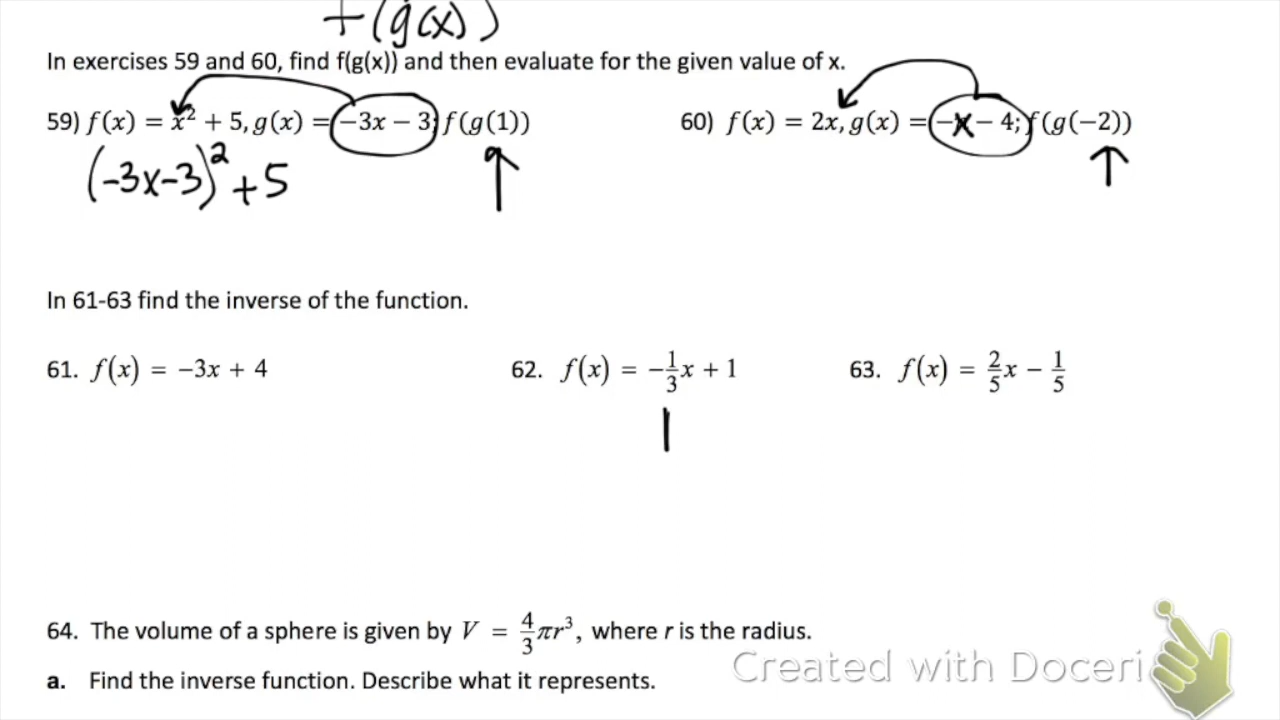 +(g(x))
In exercises 59 and 60, find f(g(x)) and then evaluate for the given value of x.
59) f(x) = x² + 5, g(x) = −3x − 3; f(g(1))
60) f(x) = 2x, g(x) = −x − 4; f(g(−2))
(-3x-3)² + 5
In 61-63 find the inverse of the function.
61. f(x) = −3x + 4
62. f(x) = −1/3x + 1
63. f(x) = 2/5x − 1/5
64. The volume of a sphere is given by V = 4/3πr³, where r is the radius.
a. Find the inverse function. Describe what it represents.
Created with Doceri